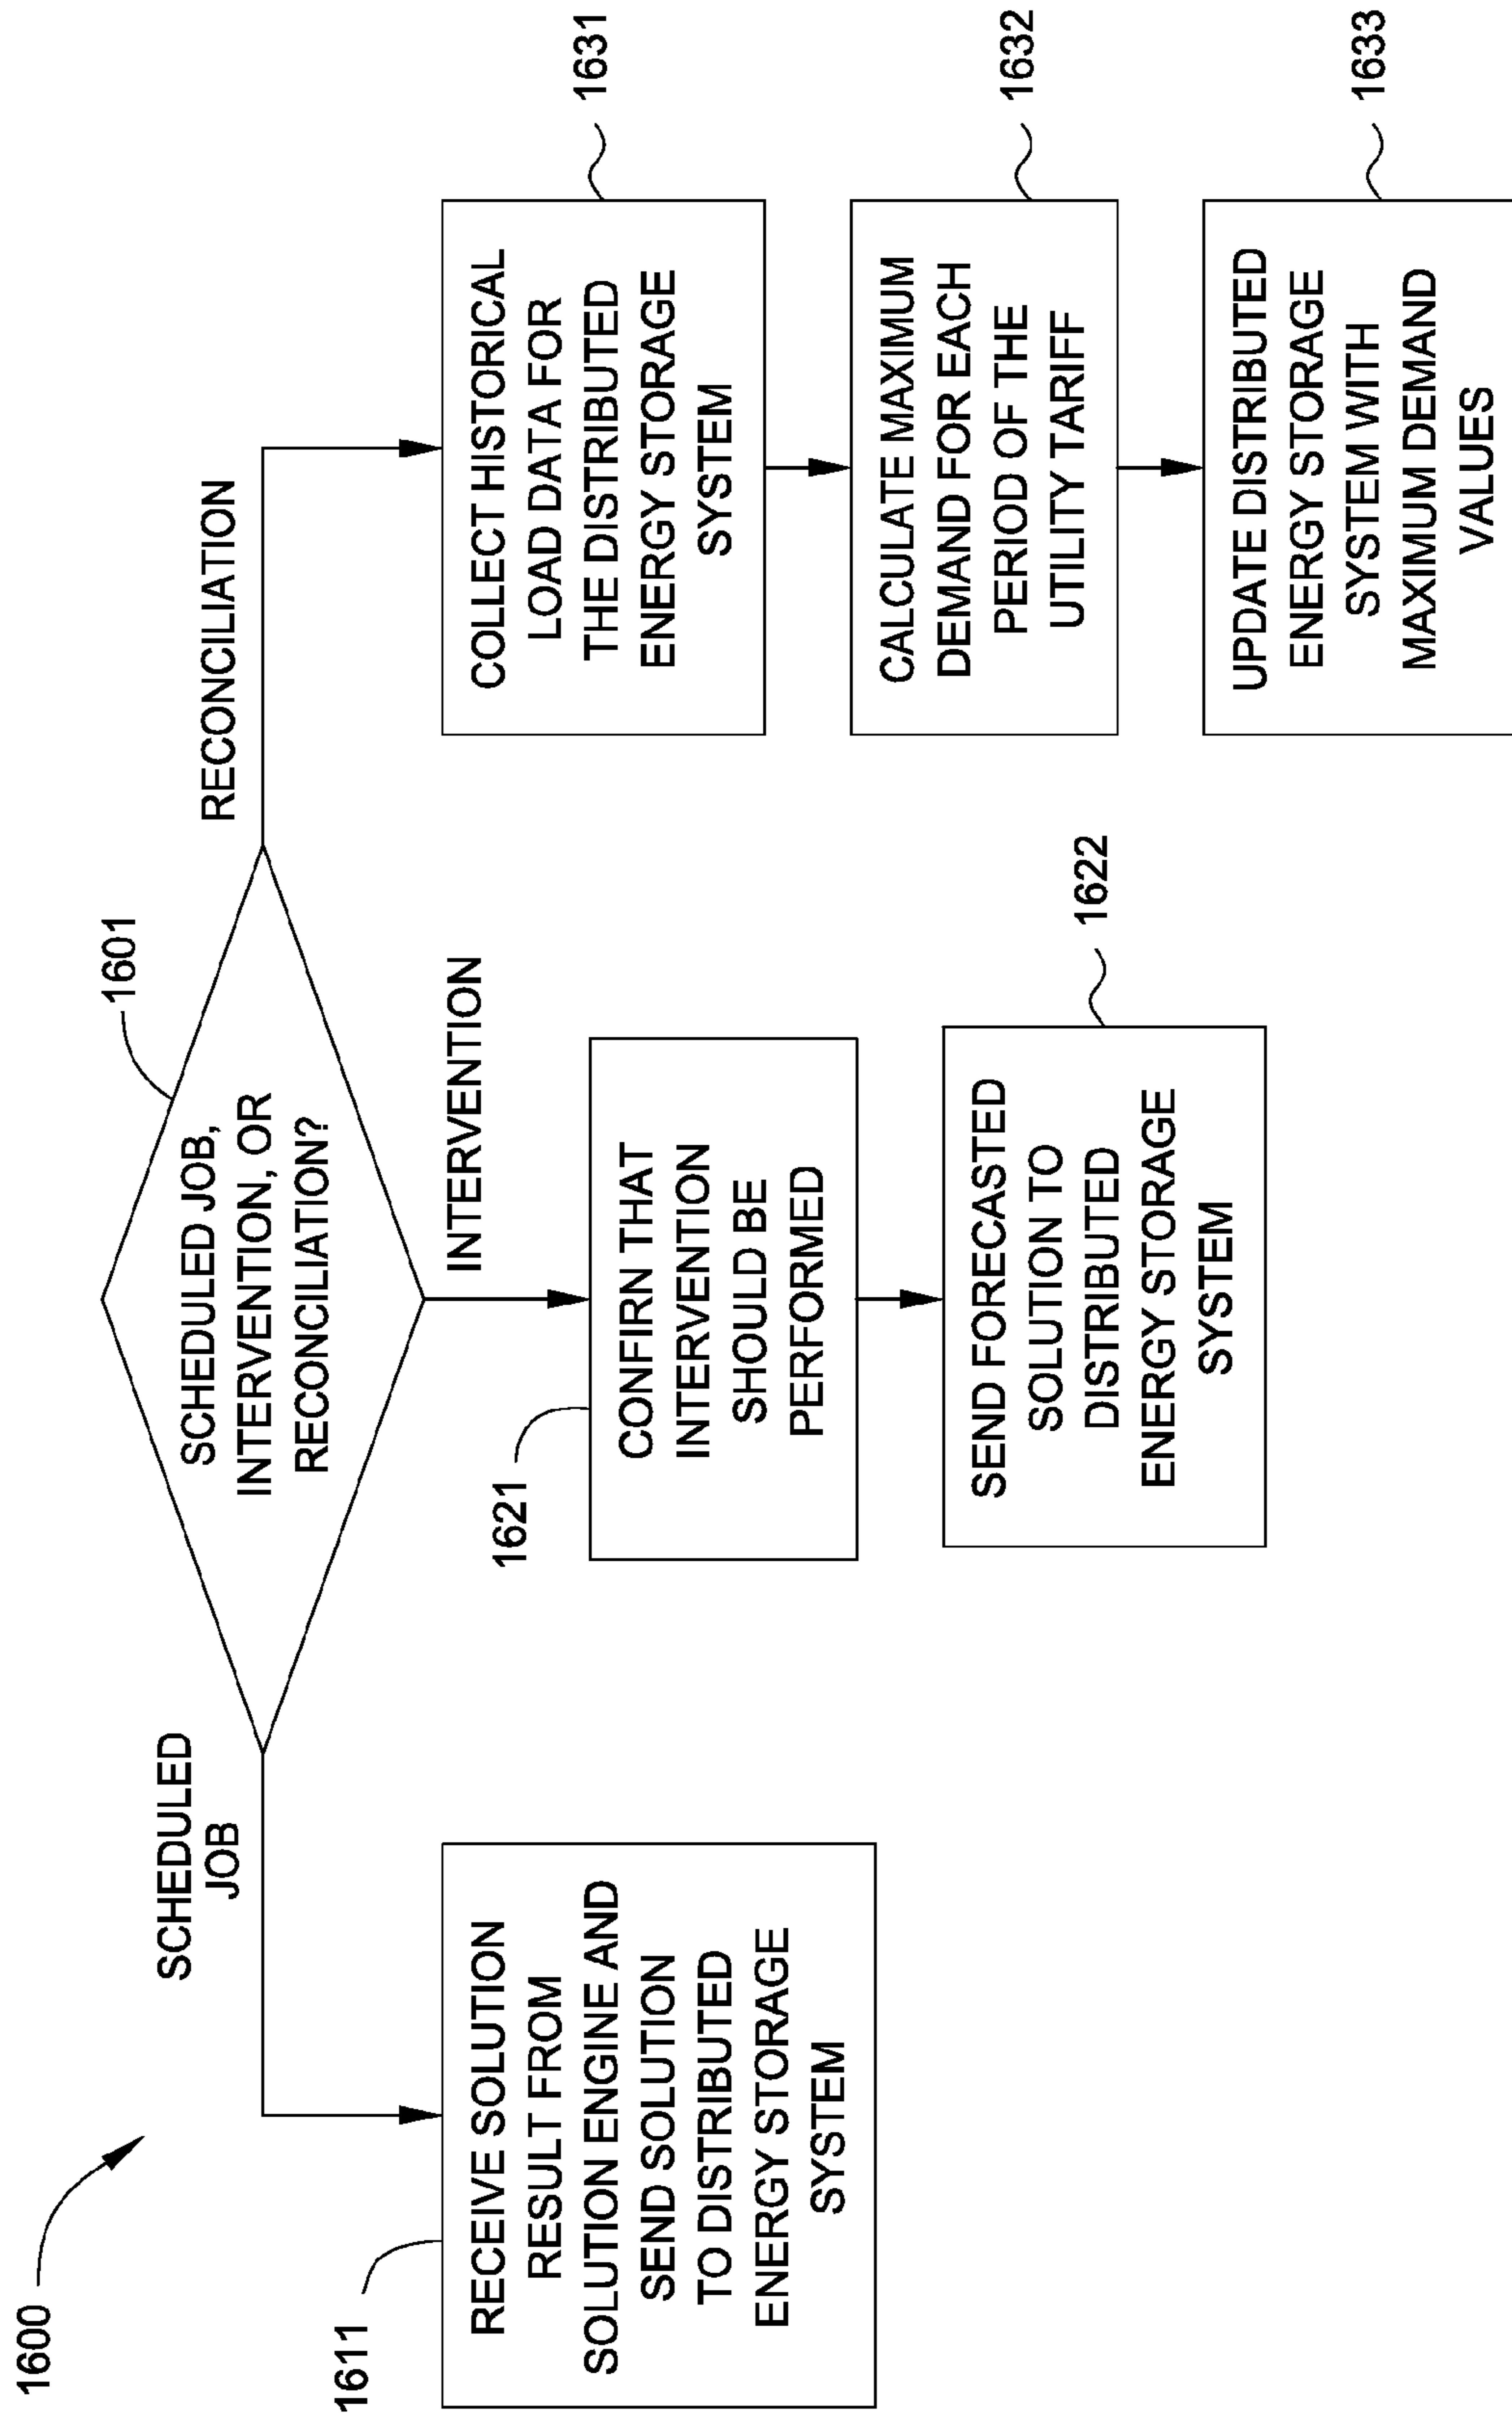 1600
1601
SCHEDULED JOB,
INTERVENTION, OR
RECONCILIATION?
SCHEDULED
JOB
1611
RECEIVE SOLUTION
RESULT FROM
SOLUTION ENGINE AND
SEND SOLUTION
TO DISTRIBUTED
ENERGY STORAGE
SYSTEM
INTERVENTION
1621
CONFIRN THAT
INTERVENTION
SHOULD BE
PERFORMED
1622
SEND FORECASTED
SOLUTION TO
DISTRIBUTED
ENERGY STORAGE
SYSTEM
RECONCILIATION
1631
COLLECT HISTORICAL
LOAD DATA FOR
THE DISTRIBUTED
ENERGY STORAGE
SYSTEM
1632
CALCULATE MAXIMUM
DEMAND FOR EACH
PERIOD OF THE
UTILITY TARIFF
1633
UPDATE DISTRIBUTED
ENERGY STORAGE
SYSTEM WITH
MAXIMUM DEMAND
VALUES